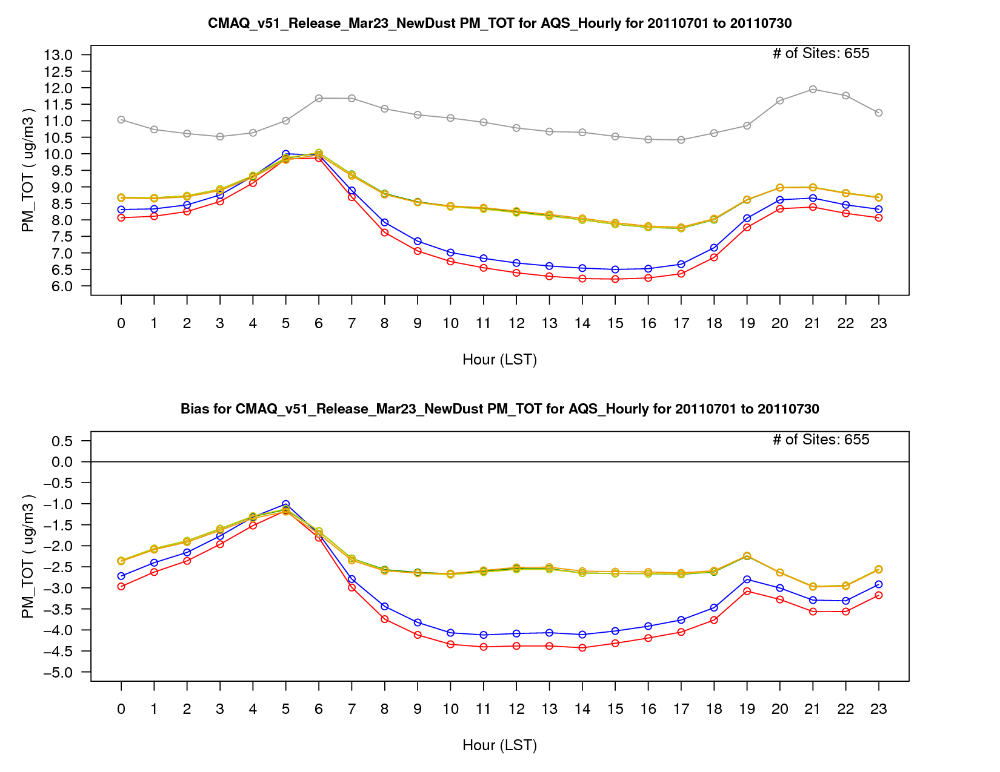 CMAQ_v51_Release_Mar23_NewDust PM_TOT for AQS_Hourly for 20110701 to 20110730
# of Sites: 655
PM_TOT ( ug/m3 )
13.0
12.5
12.0
11.5
11.0
10.5
10.0
9.5
9.0
8.5
8.0
7.5
7.0
6.5
6.0
0 1 2 3 4 5 6 7 8 9 10 11 12 13 14 15 16 17 18 19 20 21 22 23
Hour (LST)
Bias for CMAQ_v51_Release_Mar23_NewDust PM_TOT for AQS_Hourly for 20110701 to 20110730
# of Sites: 655
PM_TOT ( ug/m3 )
0.5
0.0
−0.5
−1.0
−1.5
−2.0
−2.5
−3.0
−3.5
−4.0
−4.5
−5.0
0 1 2 3 4 5 6 7 8 9 10 11 12 13 14 15 16 17 18 19 20 21 22 23
Hour (LST)